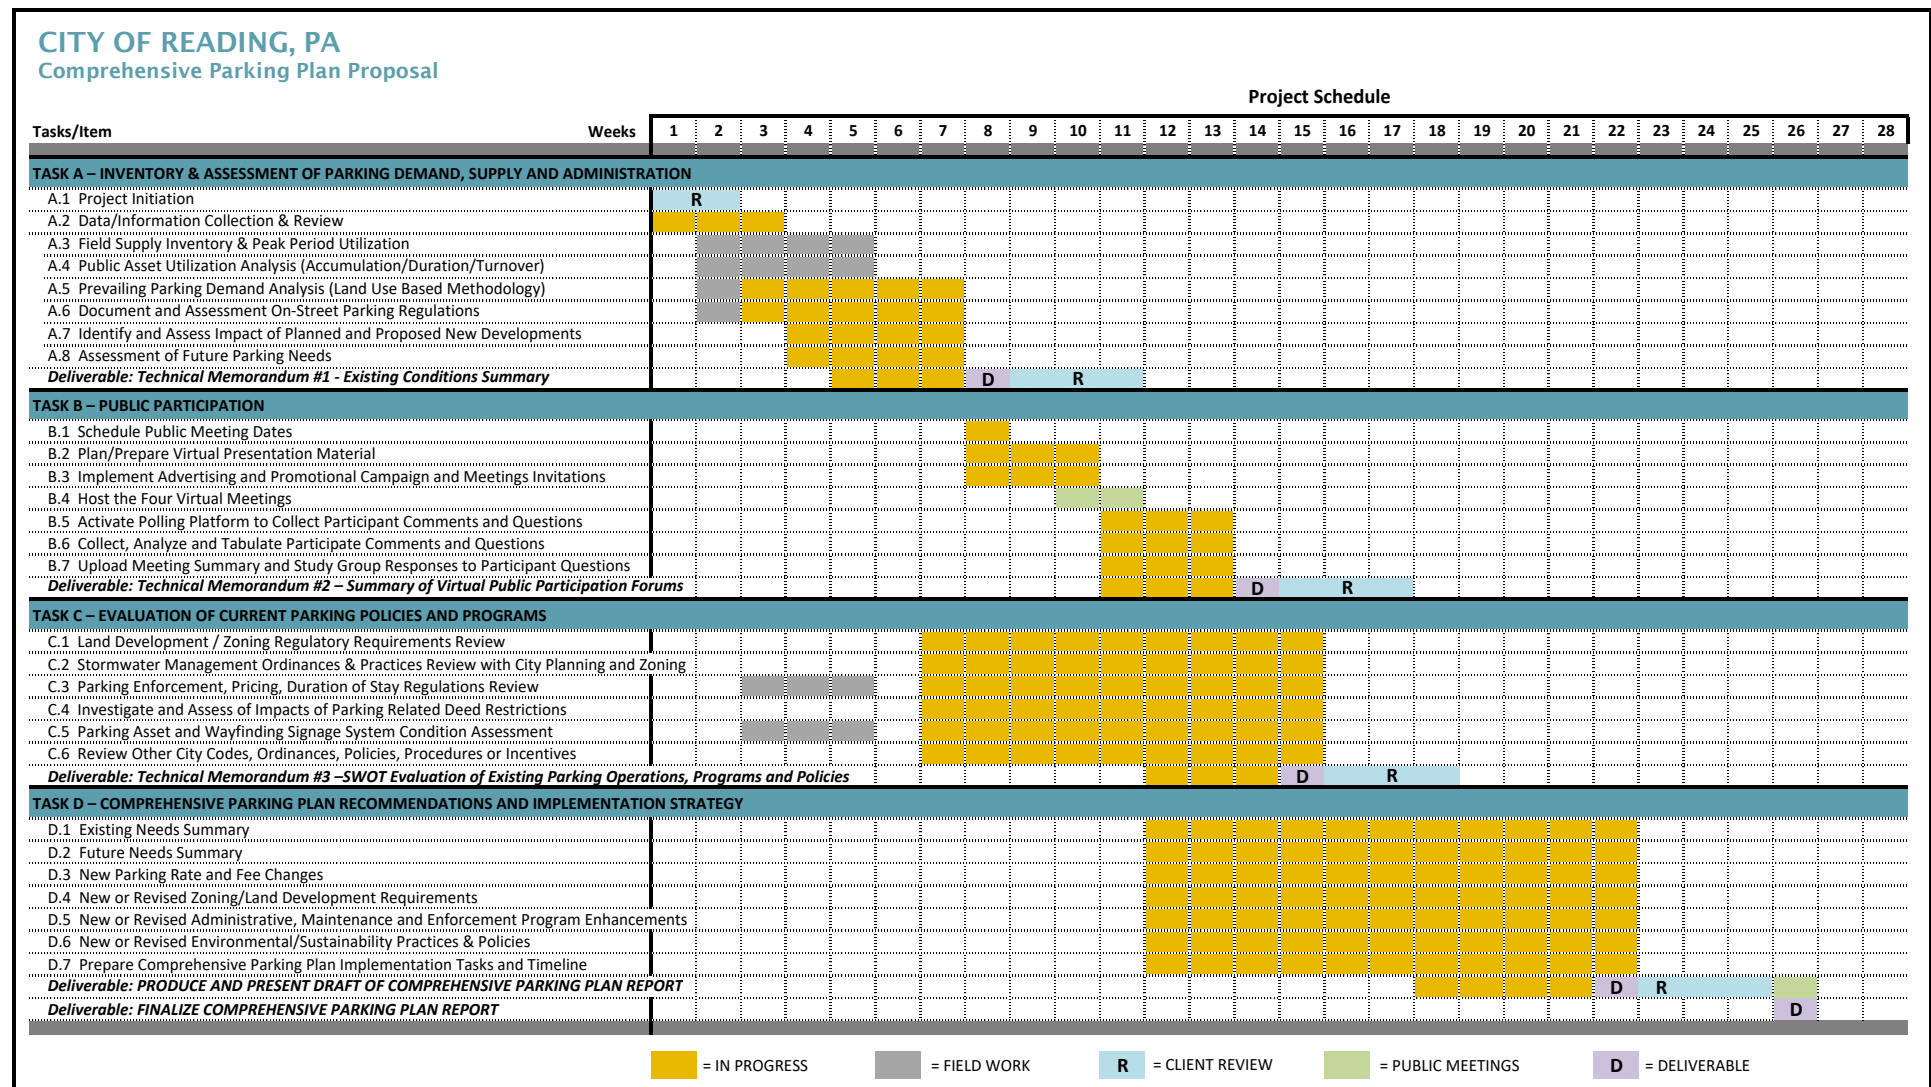 CITY OF READING, PA
Comprehensive Parking Plan Proposal
Project Schedule
Tasks/Item Weeks 1 2 3 4 5 6 7 8 9 10 11 12 13 14 15 16 17 18 19 20 21 22 23 24 25 26 27 28
TASK A – INVENTORY & ASSESSMENT OF PARKING DEMAND, SUPPLY AND ADMINISTRATION
A.1 Project Initiation R
A.2 Data/Information Collection & Review
A.3 Field Supply Inventory & Peak Period Utilization
A.4 Public Asset Utilization Analysis (Accumulation/Duration/Turnover)
A.5 Prevailing Parking Demand Analysis (Land Use Based Methodology)
A.6 Document and Assessment On-Street Parking Regulations
A.7 Identify and Assess Impact of Planned and Proposed New Developments
A.8 Assessment of Future Parking Needs
Deliverable: Technical Memorandum #1 - Existing Conditions Summary D R
TASK B – PUBLIC PARTICIPATION
B.1 Schedule Public Meeting Dates
B.2 Plan/Prepare Virtual Presentation Material
B.3 Implement Advertising and Promotional Campaign and Meetings Invitations
B.4 Host the Four Virtual Meetings
B.5 Activate Polling Platform to Collect Participant Comments and Questions
B.6 Collect, Analyze and Tabulate Participate Comments and Questions
B.7 Upload Meeting Summary and Study Group Responses to Participant Questions
Deliverable: Technical Memorandum #2 – Summary of Virtual Public Participation Forums D R
TASK C – EVALUATION OF CURRENT PARKING POLICIES AND PROGRAMS
C.1 Land Development / Zoning Regulatory Requirements Review
C.2 Stormwater Management Ordinances & Practices Review with City Planning and Zoning
C.3 Parking Enforcement, Pricing, Duration of Stay Regulations Review
C.4 Investigate and Assess of Impacts of Parking Related Deed Restrictions
C.5 Parking Asset and Wayfinding Signage System Condition Assessment
C.6 Review Other City Codes, Ordinances, Policies, Procedures or Incentives
Deliverable: Technical Memorandum #3 –SWOT Evaluation of Existing Parking Operations, Programs and Policies D R
TASK D – COMPREHENSIVE PARKING PLAN RECOMMENDATIONS AND IMPLEMENTATION STRATEGY
D.1 Existing Needs Summary
D.2 Future Needs Summary
D.3 New Parking Rate and Fee Changes
D.4 New or Revised Zoning/Land Development Requirements
D.5 New or Revised Administrative, Maintenance and Enforcement Program Enhancements
D.6 New or Revised Environmental/Sustainability Practices & Policies
D.7 Prepare Comprehensive Parking Plan Implementation Tasks and Timeline
Deliverable: PRODUCE AND PRESENT DRAFT OF COMPREHENSIVE PARKING PLAN REPORT D R
Deliverable: FINALIZE COMPREHENSIVE PARKING PLAN REPORT D
= IN PROGRESS = FIELD WORK R = CLIENT REVIEW = PUBLIC MEETINGS D = DELIVERABLE